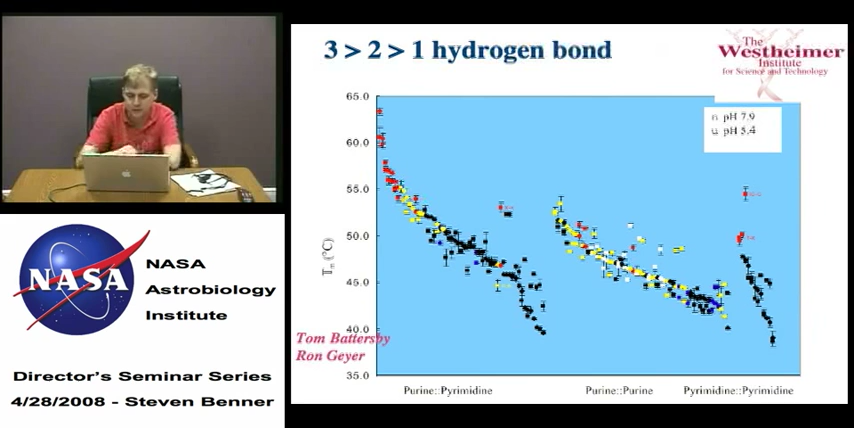 NASA
NASA
Astrobiology
Institute
Director's Seminar Series
4/28/2008 - Steven Benner
3 > 2 > 1 hydrogen bond
The
Westheimer
Institute
for Science and Technology
pH 7.9
pH 5.4
65.0
60.0
55.0
50.0
45.0
40.0
35.0
Tm (°C)
Tom Battersby
Ron Geyer
Purine::Pyrimidine
Purine::Purine
Pyrimidine::Pyrimidine